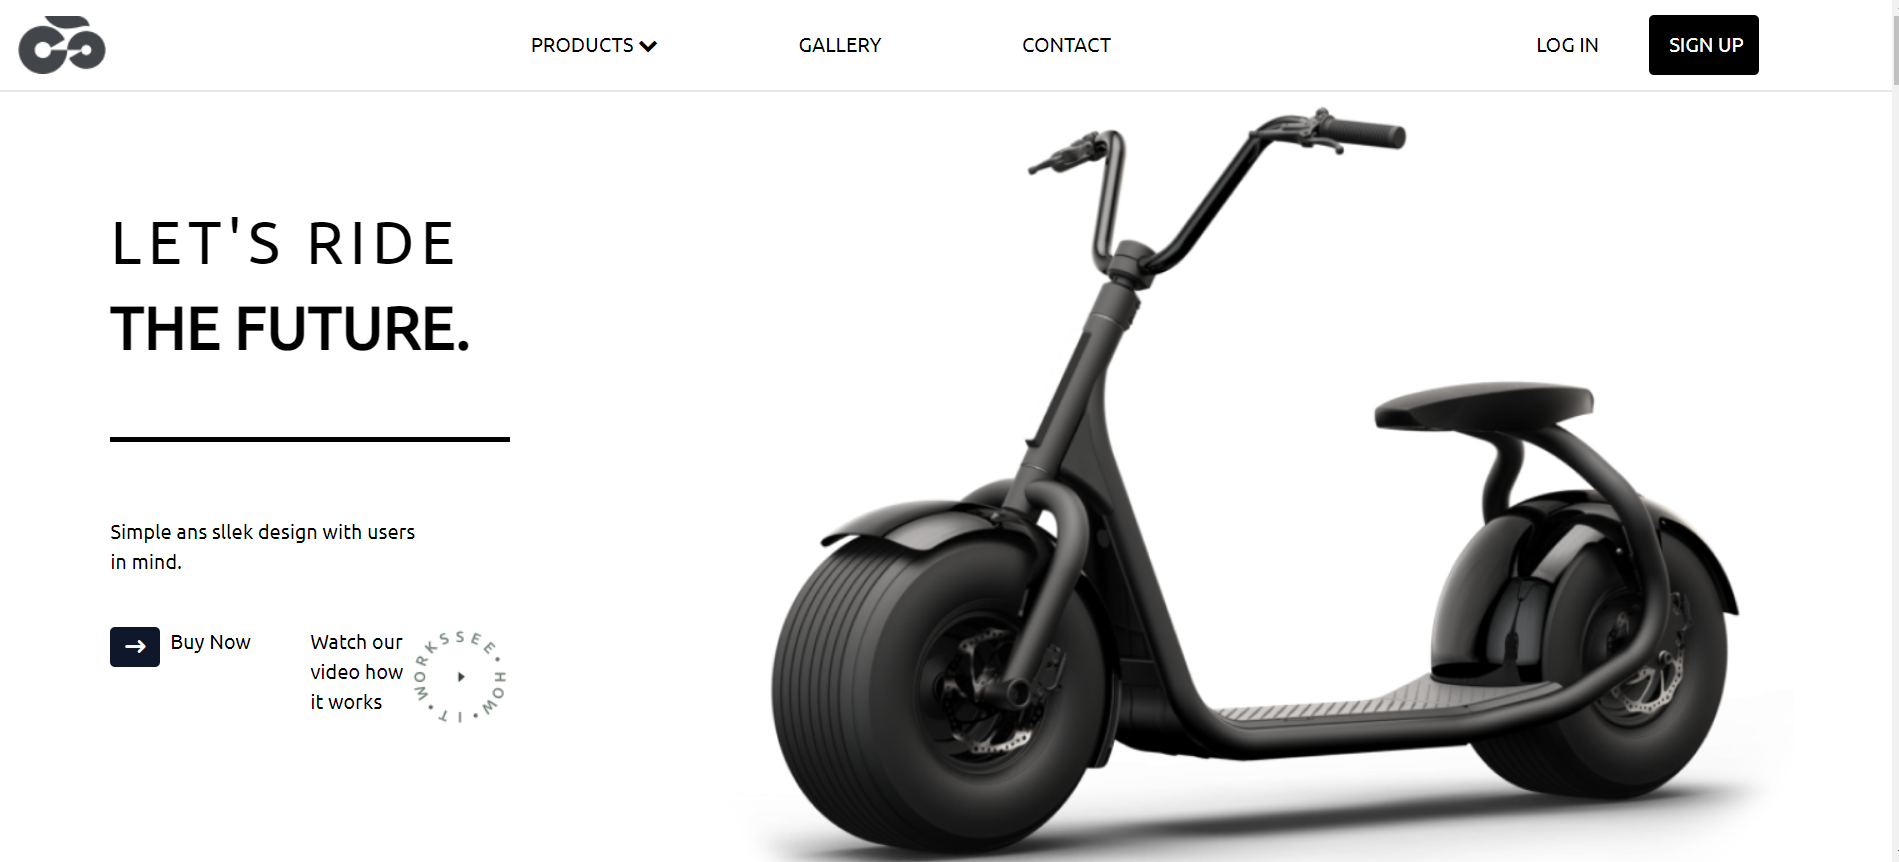 PRODUCTS
GALLERY
CONTACT
LOG IN
SIGN UP
LET'S RIDE
THE FUTURE.
Simple ans sllek design with users
in mind.
Buy Now
Watch our
video how
it works
SEE • HOW • IT • WORKS